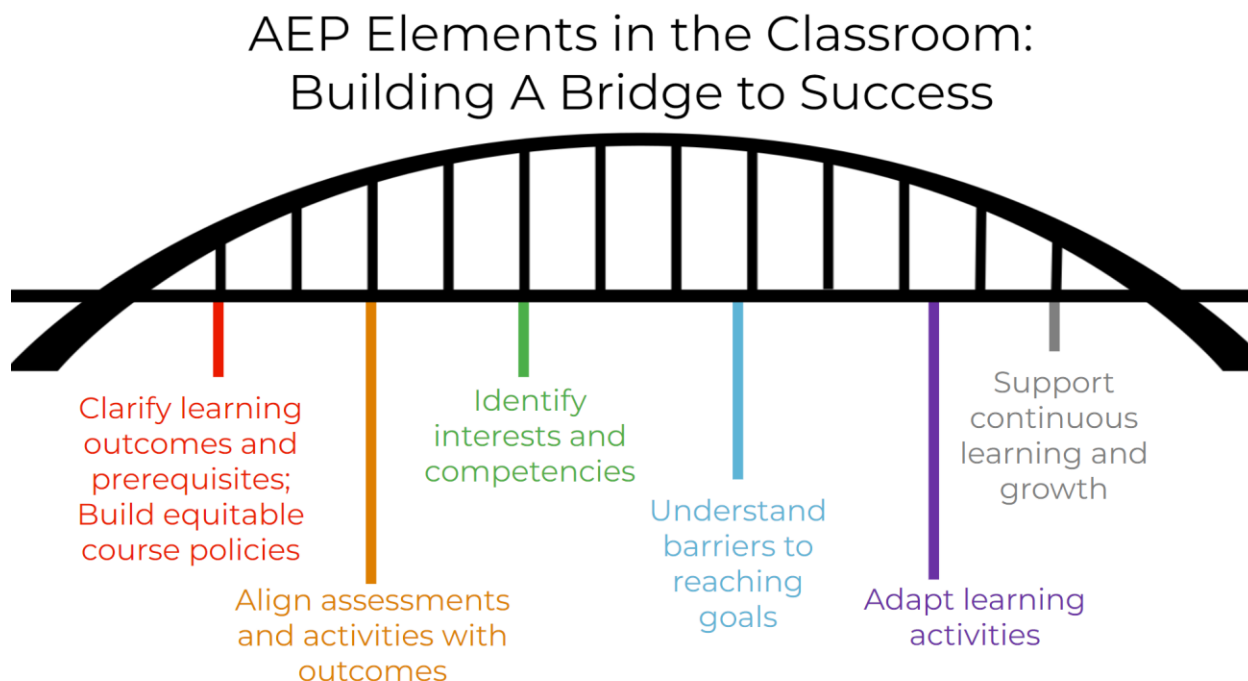 AEP Elements in the Classroom:
Building A Bridge to Success
Clarify learning
outcomes and
prerequisites;
Build equitable
course policies
Align assessments
and activities with
outcomes
Identify
interests and
competencies
Understand
barriers to
reaching
goals
Adapt learning
activities
Support
continuous
learning and
growth